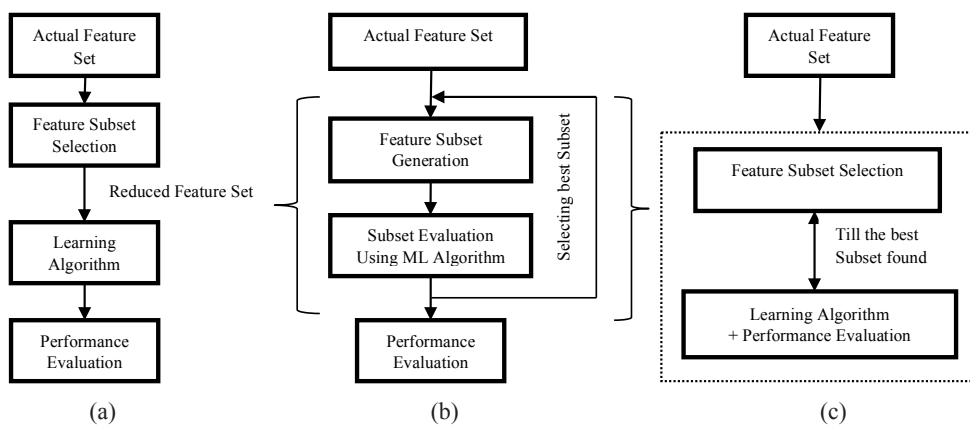 Actual Feature
Set
Feature Subset
Selection
Reduced Feature Set
Learning
Algorithm
Performance
Evaluation
(a)
Actual Feature Set
Feature Subset
Generation
Subset Evaluation
Using ML Algorithm
Selecting best Subset
Performance
Evaluation
(b)
Actual Feature
Set
Feature Subset Selection
Till the best
Subset found
Learning Algorithm
+ Performance Evaluation
(c)